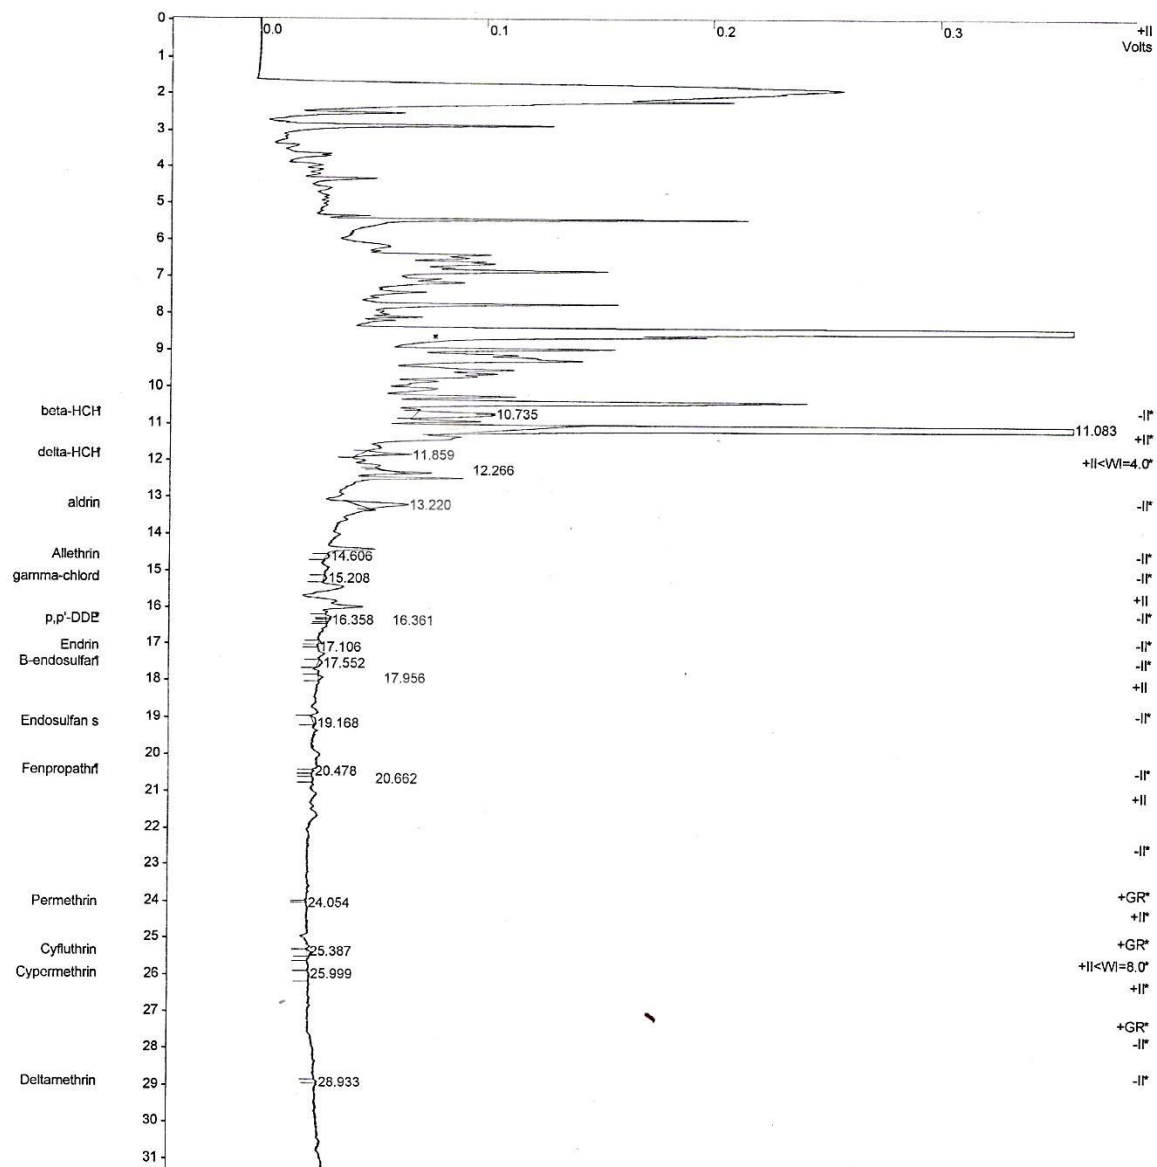 0
0.0 0.1 0.2 0.3 +II
Volts
1
2
3
4
5
6
7
8
9
10
beta-HCH 10.735 -II*
11 11.083
+II*
delta-HCH 11.859
12 12.266 +II<WI=4.0*
13
aldrin 13.220 -II*
14
Allethrin 14.606 -II*
15
gamma-chlord 15.208 -II*
16 +II
p,p'-DDE 16.358 16.361 -II*
17
Endrin 17.106 -II*
B-endosulfan 17.552 -II*
18 17.956
+II
19
Endosulfan s 19.168 -II*
20
Fenpropathr 20.478 20.662 -II*
21 +II
22
23 -II*
24 +GR*
Permethrin 24.054
+II*
25 +GR*
Cyfluthrin 25.387
26 +II<WI=8.0*
Cypermethrin 25.999
+II*
27
+GR*
28 -II*
29
Deltamethrin 28.933 -II*
30
31